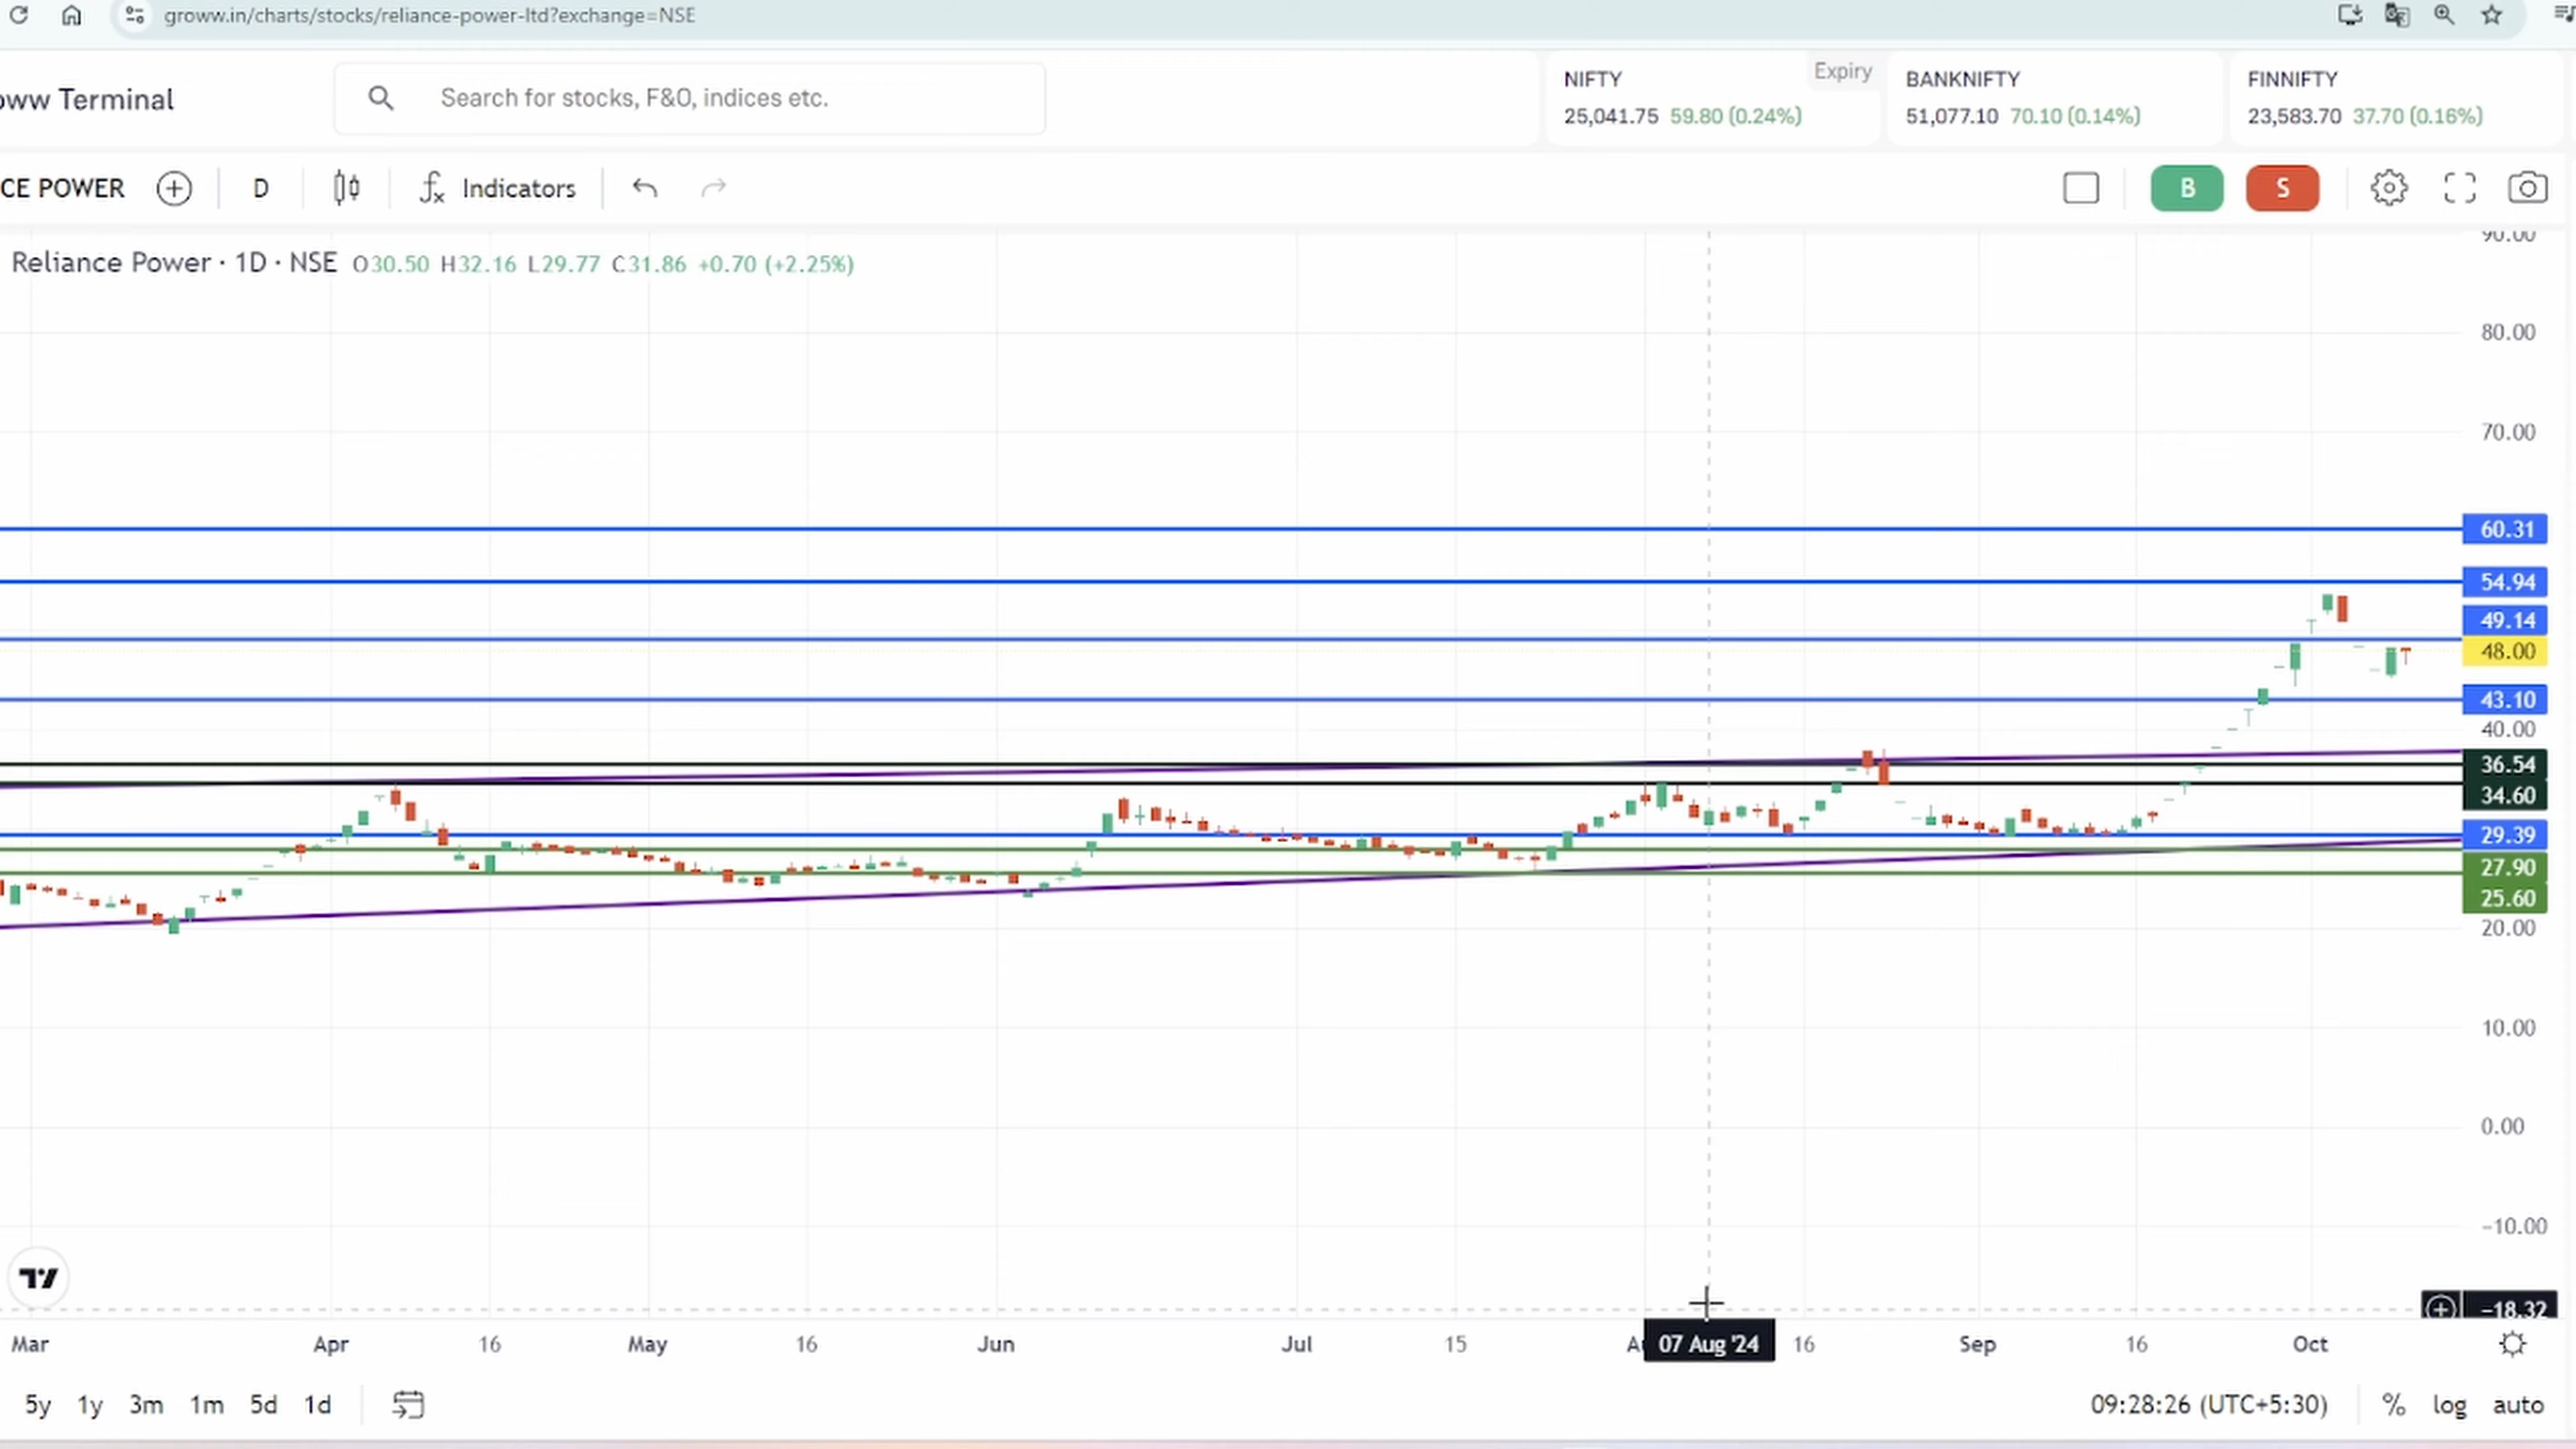 groww.in/charts/stocks/reliance-power-ltd?exchange=NSE
oww Terminal
Search for stocks, F&O, indices etc.
NIFTY
Expiry
25,041.75 59.80 (0.24%)
BANKNIFTY
51,077.10 70.10 (0.14%)
FINNIFTY
23,583.70 37.70 (0.16%)
CE POWER
D
fx Indicators
B
S
Reliance Power · 1D · NSE O30.50 H32.16 L29.77 C31.86 +0.70 (+2.25%)
90.00
80.00
70.00
60.31
54.94
49.14
48.00
43.10
40.00
36.54
34.60
29.39
27.90
25.60
20.00
10.00
0.00
−10.00
−18.32
Mar Apr 16 May 16 Jun Jul 15 07 Aug '24 16 Sep 16 Oct
5y 1y 3m 1m 5d 1d
09:28:26 (UTC+5:30) % log auto